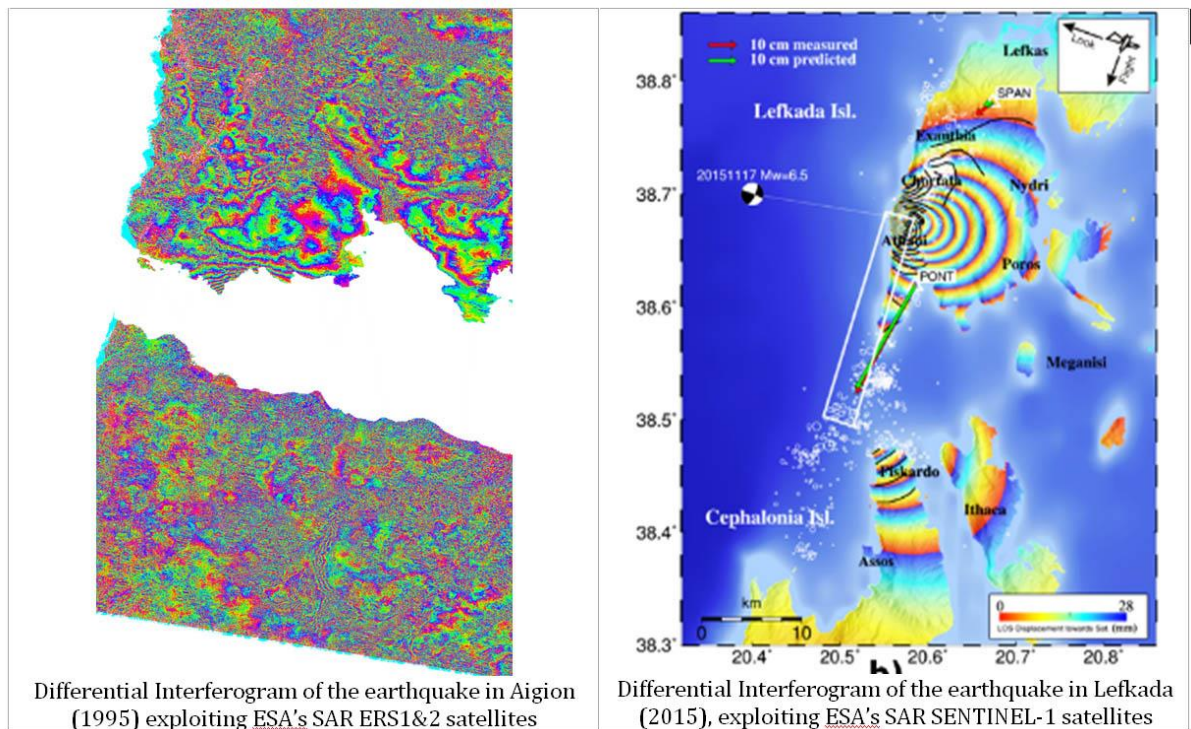 Differential Interferogram of the earthquake in Aigion
(1995) exploiting ESA's SAR ERS1&2 satellites
10 cm measured
10 cm predicted
Look
Flight
Lefkas
SPAN
Lefkada Isl.
Exanthia
20151117 Mw=6.5
Chortata
Nydri
Athani
PONT
Poros
Meganisi
Fiskardo
Cephalonia Isl.
Ithaca
Assos
km
0 10
0 28
LOS Displacement towards Sat. (mm)
38.8°
38.7°
38.6°
38.5°
38.4°
38.3°
20.4° 20.5° 20.6° 20.7° 20.8°
b)
Differential Interferogram of the earthquake in Lefkada
(2015), exploiting ESA's SAR SENTINEL-1 satellites